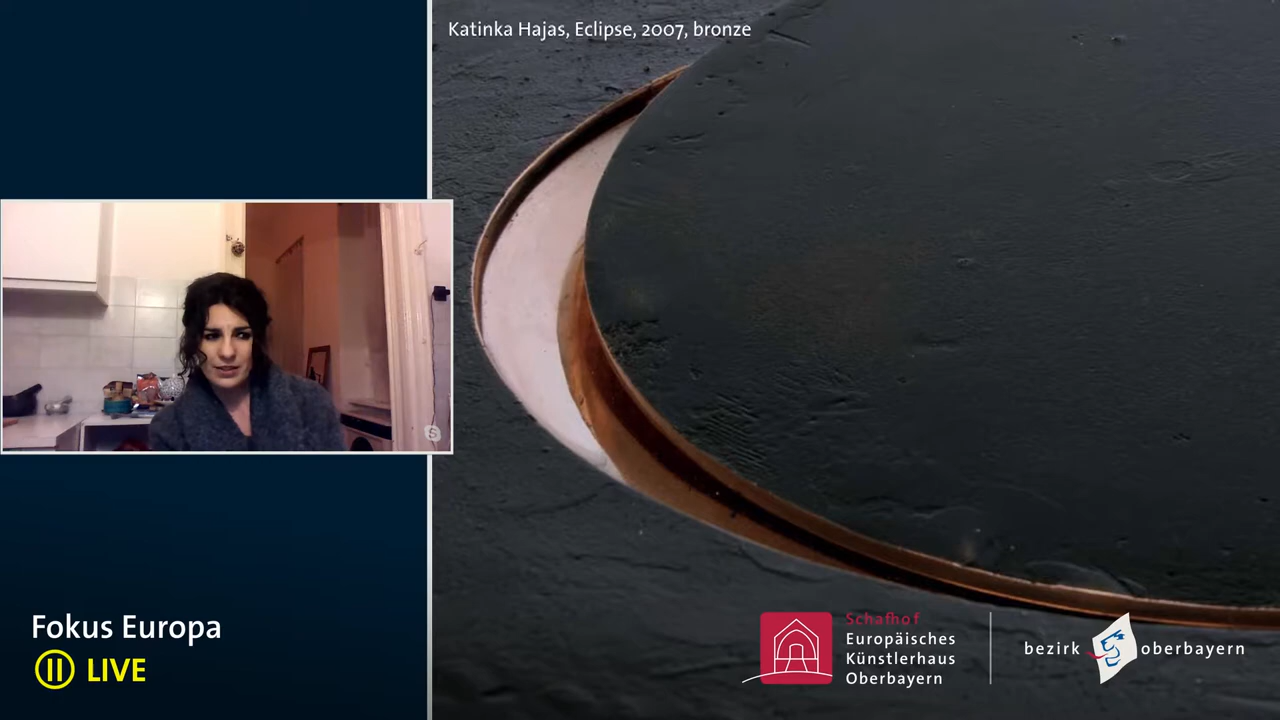 Katinka Hajas, Eclipse, 2007, bronze
Fokus Europa
LIVE
Schafhof
Europäisches
Künstlerhaus
Oberbayern
bezirk oberbayern